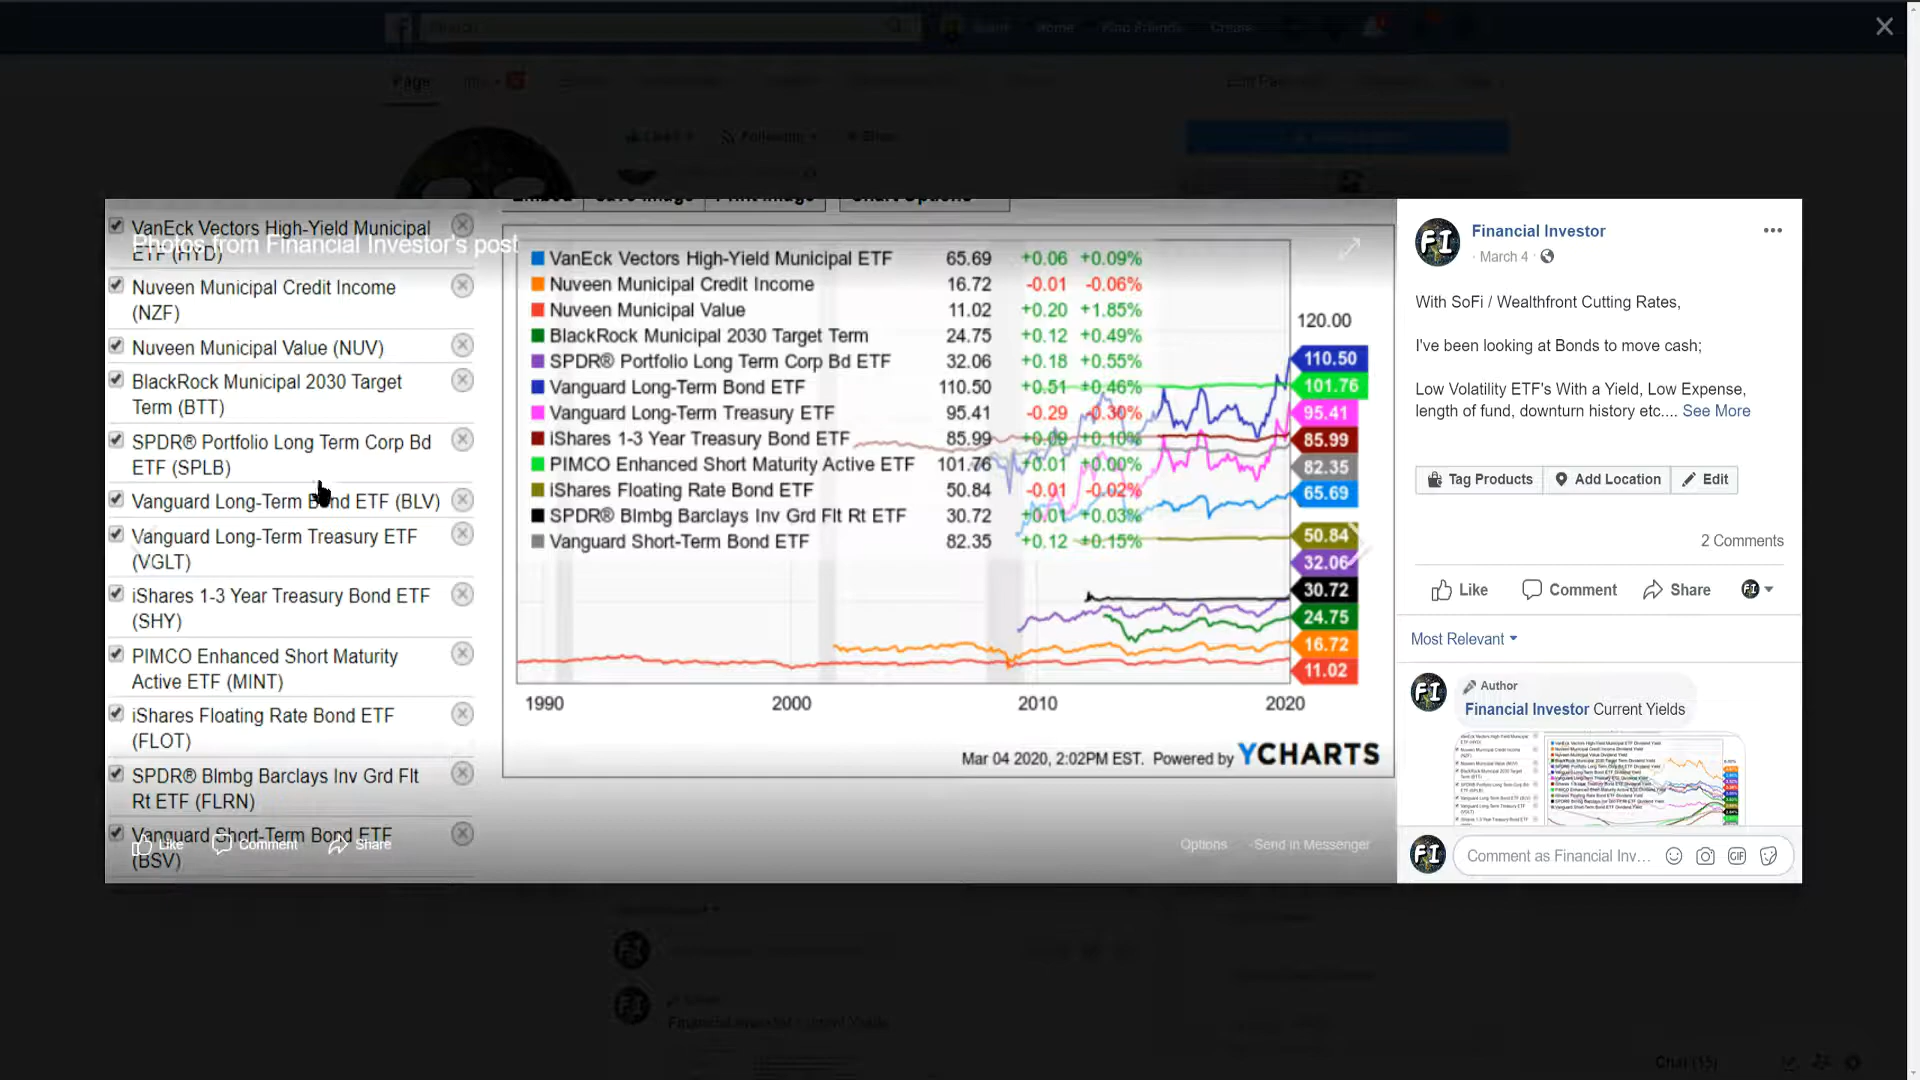 Page
VanEck Vectors High-Yield Municipal
ETF (HYD)
Photos from Financial Investor's post
Nuveen Municipal Credit Income
(NZF)
Nuveen Municipal Value (NUV)
BlackRock Municipal 2030 Target
Term (BTT)
SPDR® Portfolio Long Term Corp Bd
ETF (SPLB)
Vanguard Long-Term Bond ETF (BLV)
Vanguard Long-Term Treasury ETF
(VGLT)
iShares 1-3 Year Treasury Bond ETF
(SHY)
PIMCO Enhanced Short Maturity
Active ETF (MINT)
iShares Floating Rate Bond ETF
(FLOT)
SPDR® Blmbg Barclays Inv Grd Flt
Rt ETF (FLRN)
Vanguard Short-Term Bond ETF
(BSV)
Like Comment Share
Embed Save Image Print Image Chart Options
VanEck Vectors High-Yield Municipal ETF 65.69 +0.06 +0.09%
Nuveen Municipal Credit Income 16.72 -0.01 -0.06%
Nuveen Municipal Value 11.02 +0.20 +1.85%
BlackRock Municipal 2030 Target Term 24.75 +0.12 +0.49%
SPDR® Portfolio Long Term Corp Bd ETF 32.06 +0.18 +0.55%
Vanguard Long-Term Bond ETF 110.50 +0.51 +0.46%
Vanguard Long-Term Treasury ETF 95.41 -0.29 -0.30%
iShares 1-3 Year Treasury Bond ETF 85.99 +0.09 +0.10%
PIMCO Enhanced Short Maturity Active ETF 101.76 +0.01 +0.00%
iShares Floating Rate Bond ETF 50.84 -0.01 -0.02%
SPDR® Blmbg Barclays Inv Grd Flt Rt ETF 30.72 +0.01 +0.03%
Vanguard Short-Term Bond ETF 82.35 +0.12 +0.15%
120.00
110.50
101.76
95.41
85.99
82.35
65.69
50.84
32.06
30.72
24.75
16.72
11.02
1990 2000 2010 2020
Mar 04 2020, 2:02PM EST. Powered by YCHARTS
Options Send in Messenger
FI
Financial Investor
· March 4 ·
With SoFi / Wealthfront Cutting Rates,
I've been looking at Bonds to move cash;
Low Volatility ETF's With a Yield, Low Expense,
length of fund, downturn history etc.... See More
Tag Products Add Location Edit
2 Comments
Like Comment Share
Most Relevant
FI
Author
Financial Investor Current Yields
FI
Comment as Financial Inv…
GIF